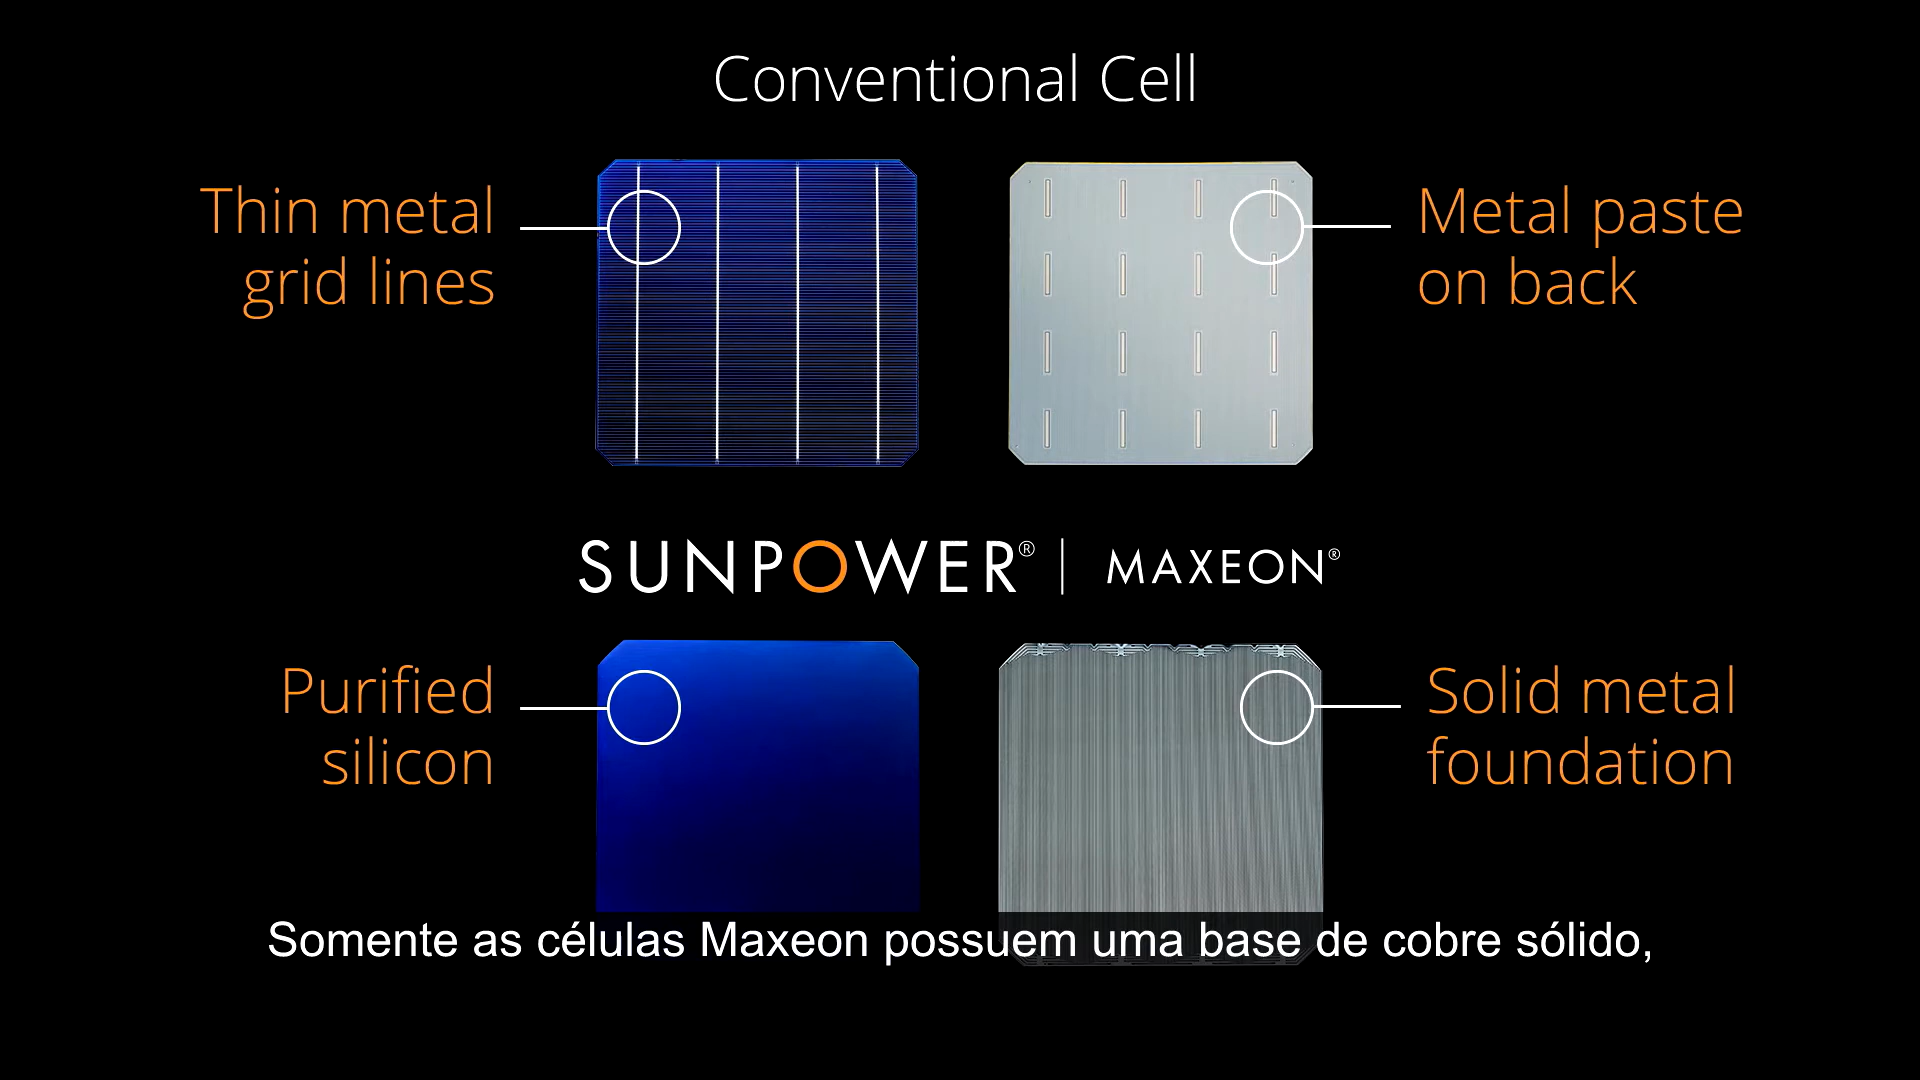 Conventional Cell
Thin metal
grid lines
Metal paste
on back
SUNPOWER® | MAXEON®
Purified
silicon
Solid metal
foundation
Somente as células Maxeon possuem uma base de cobre sólido,